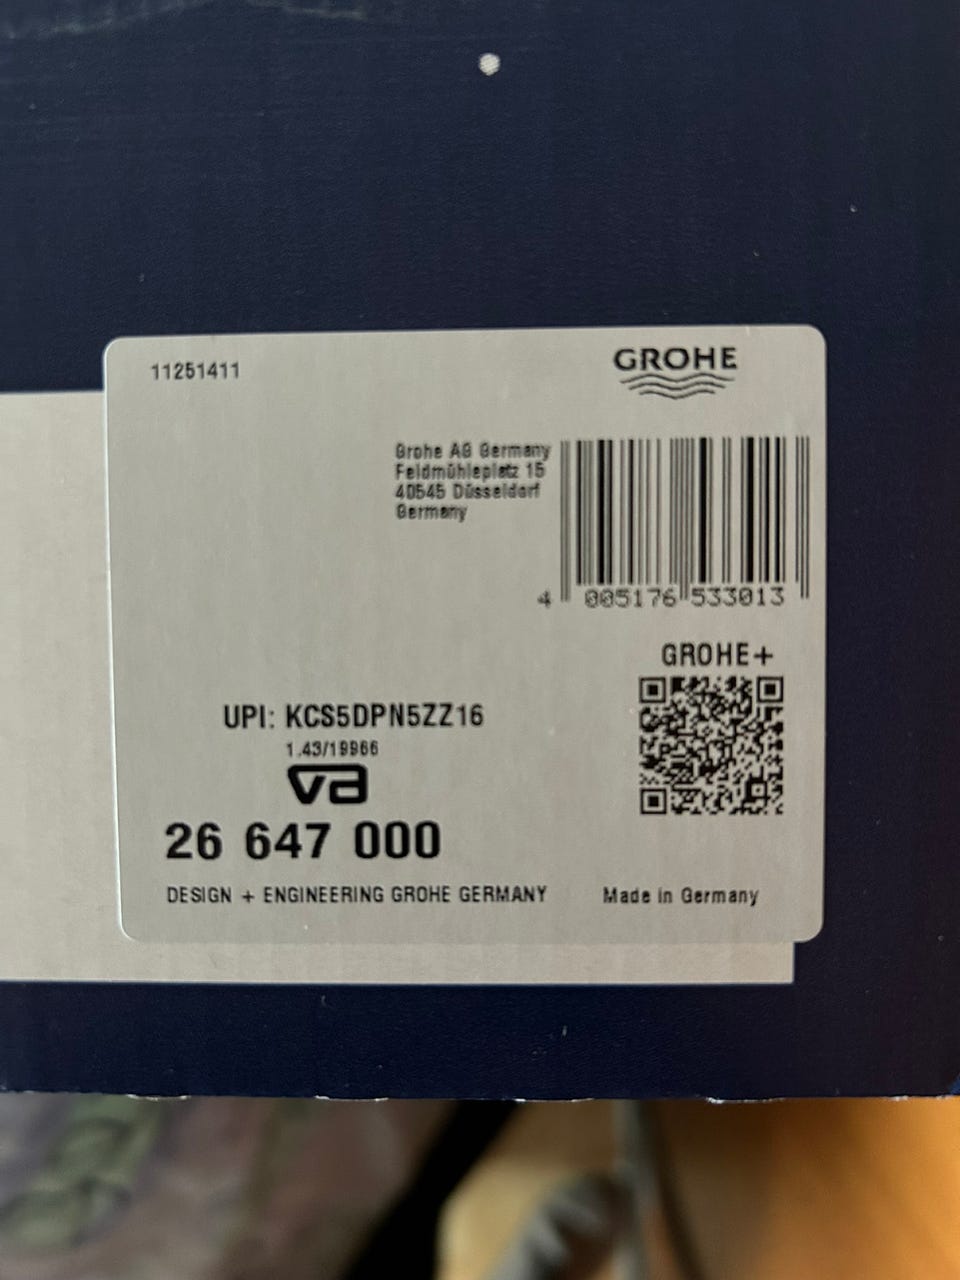 11251411
GROHE
Grohe AG Germany
Feldmühleplatz 15
40545 Düsseldorf
Germany
4 005176 533013
GROHE+
UPI: KCS5DPN5ZZ16
1.43/19966
va
26 647 000
DESIGN + ENGINEERING GROHE GERMANY
Made in Germany